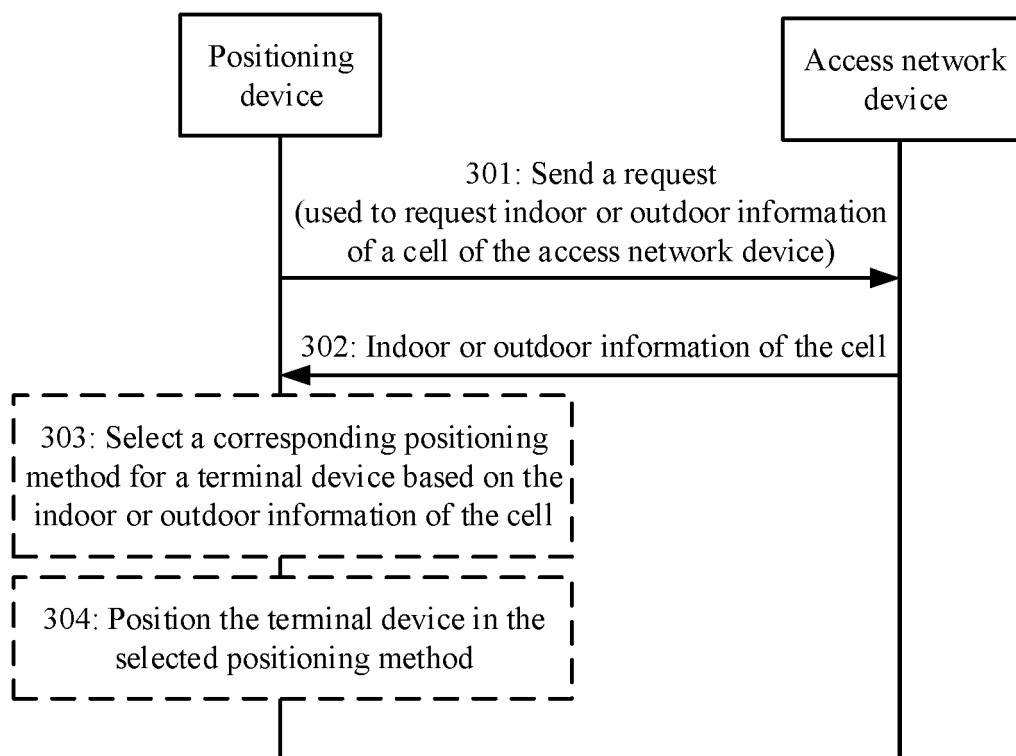 Positioning
device
Access network
device
301: Send a request
(used to request indoor or outdoor information
of a cell of the access network device)
302: Indoor or outdoor information of the cell
303: Select a corresponding positioning
method for a terminal device based on the
indoor or outdoor information of the cell
304: Position the terminal device in the
selected positioning method